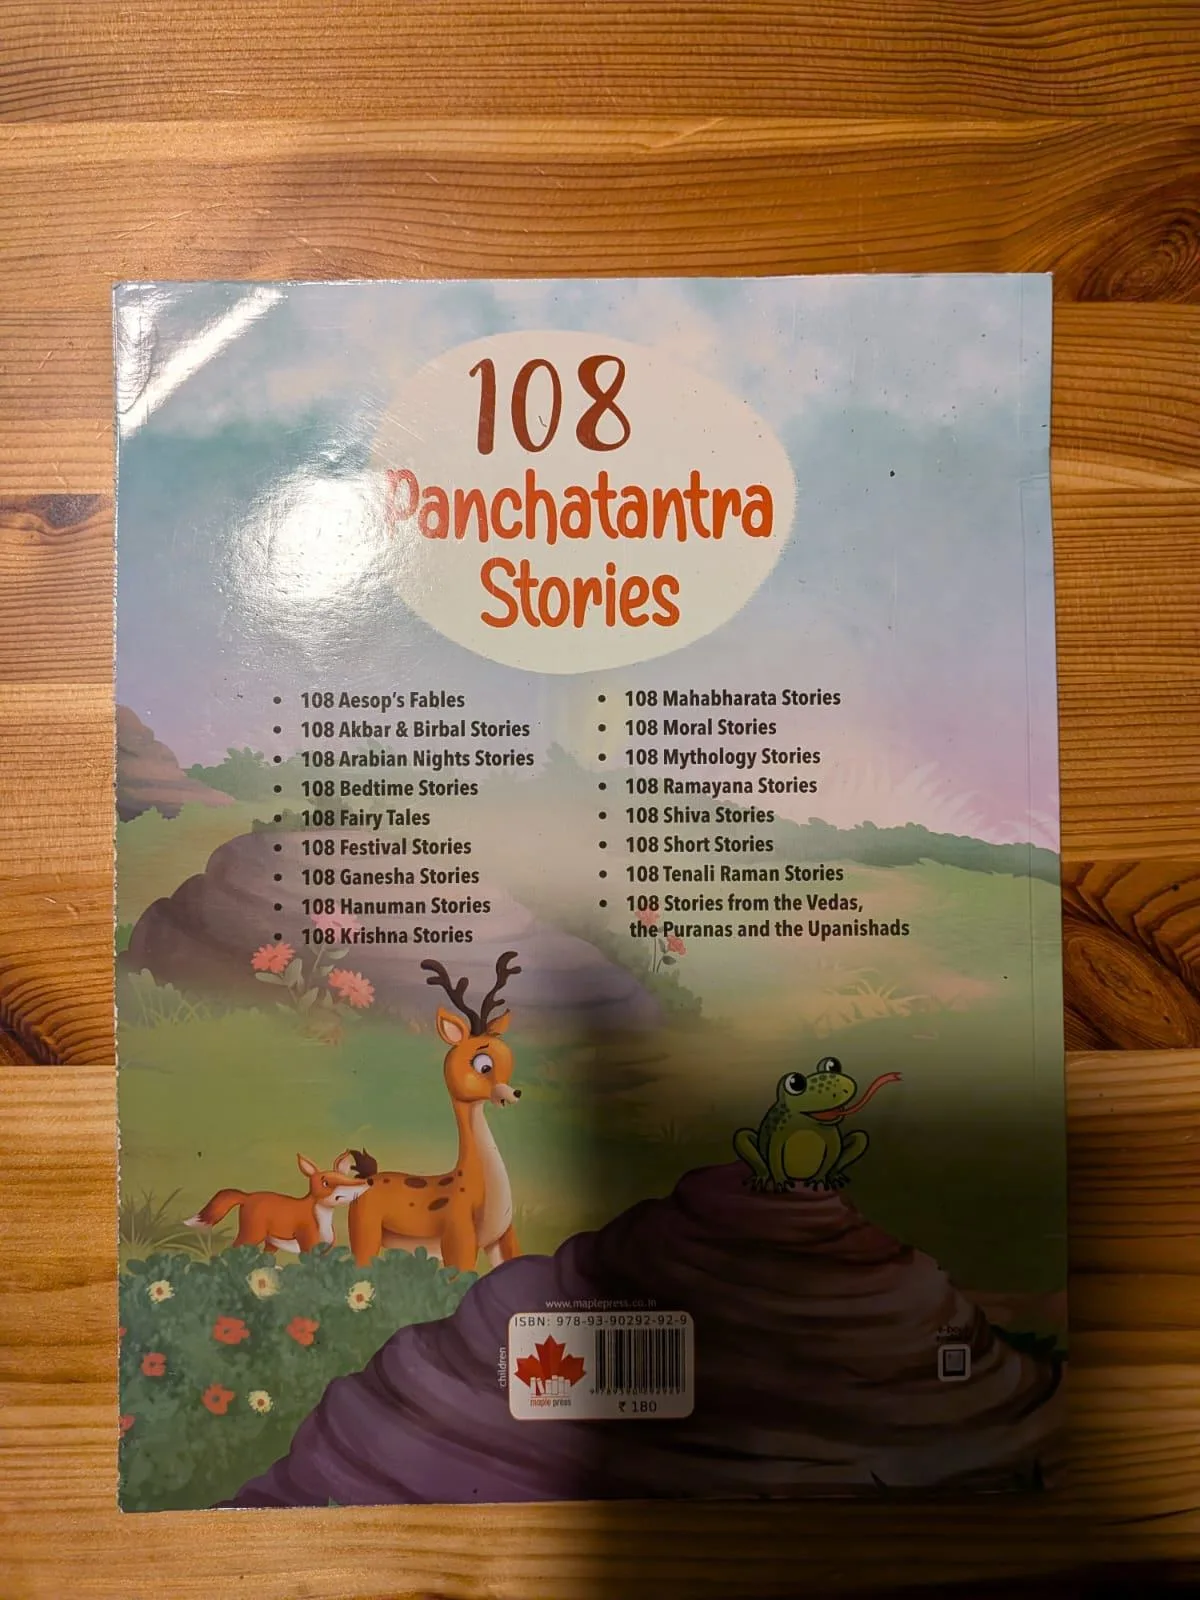 108
Panchatantra
Stories
• 108 Aesop's Fables
• 108 Akbar & Birbal Stories
• 108 Arabian Nights Stories
• 108 Bedtime Stories
• 108 Fairy Tales
• 108 Festival Stories
• 108 Ganesha Stories
• 108 Hanuman Stories
• 108 Krishna Stories
• 108 Mahabharata Stories
• 108 Moral Stories
• 108 Mythology Stories
• 108 Ramayana Stories
• 108 Shiva Stories
• 108 Short Stories
• 108 Tenali Raman Stories
• 108 Stories from the Vedas,
the Puranas and the Upanishads
www.maplepress.co.in
ISBN: 978-93-90292-92-9
children
maple press
₹ 180